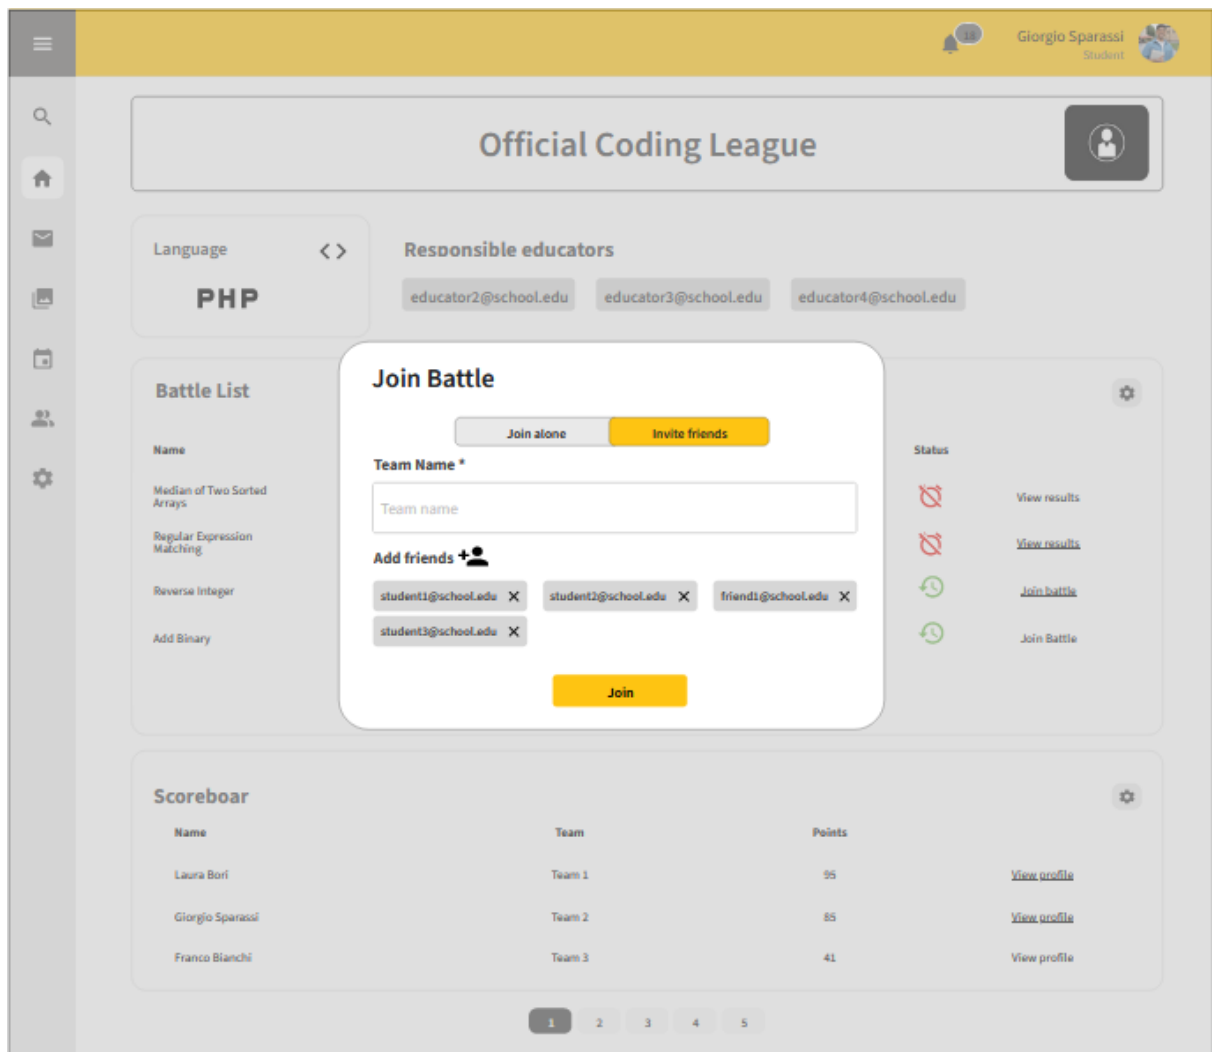 18
Giorgio Sparassi
Student
Official Coding League
Language
PHP
Responsible educators
educator2@school.edu educator3@school.edu educator4@school.edu
Battle List
Name Status
Median of Two Sorted
Arrays
View results
Regular Expression
Matching
View results
Reverse Integer Join battle
Add Binary Join Battle
Join Battle
Join alone Invite friends
Team Name *
Team name
Add friends
student1@school.edu student2@school.edu friend1@school.edu
student3@school.edu
Join
Scoreboar
Name Team Points
Laura Bori Team 1 95 View profile
Giorgio Sparassi Team 2 85 View profile
Franco Bianchi Team 3 41 View profile
1 2 3 4 5